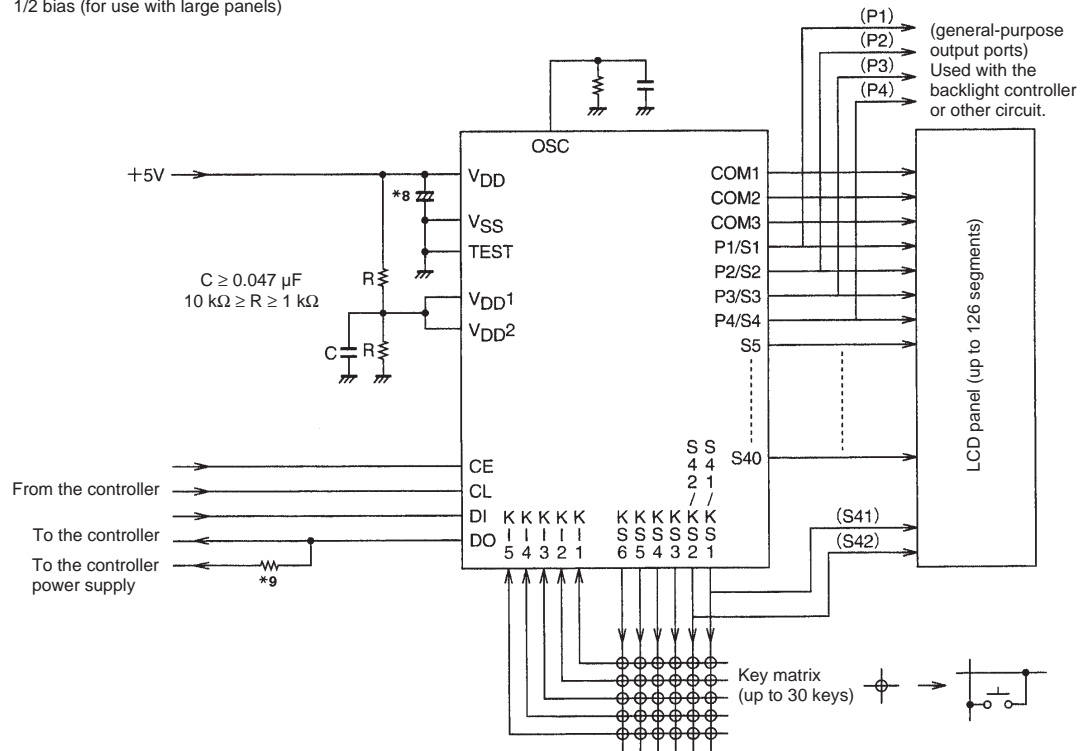 1/2 bias (for use with large panels)
(P1)
(P2)
(P3)
(P4)
(general-purpose
output ports)
Used with the
backlight controller
or other circuit.
OSC
+5V
*8
VDD
VSS
TEST
C ≥ 0.047 µF
10 kΩ ≥ R ≥ 1 kΩ
R
VDD1
VDD2
C
R
COM1
COM2
COM3
P1/S1
P2/S2
P3/S3
P4/S4
S5
S40
LCD panel (up to 126 segments)
From the controller
CE
CL
DI
To the controller
DO
To the controller
power supply
*9
KI5
KI4
KI3
KI2
KI1
KS6
KS5
KS4
KS3
S42/KS2
S41/KS1
(S41)
(S42)
Key matrix
(up to 30 keys)